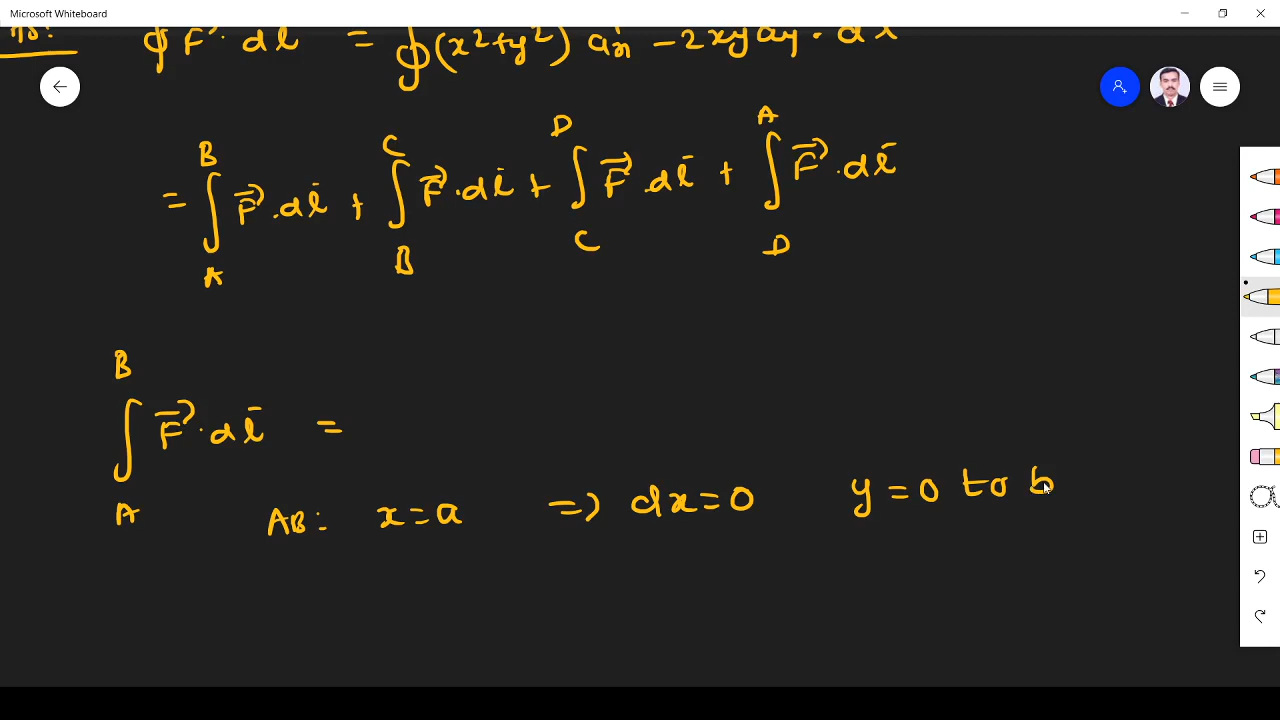 Microsoft Whiteboard
∮ F⃗ · dl = ∮(x²+y²) ax − 2xy ay · dl
= ∫_A^B F⃗ · dl̄ + ∫_B^C F⃗ · dl̄ + ∫_C^D F⃗ · dl̄ + ∫_D^A F⃗ · dl̄
∫_A^B F⃗ · dl̄ =
AB: x = a => dx = 0 y = 0 to b